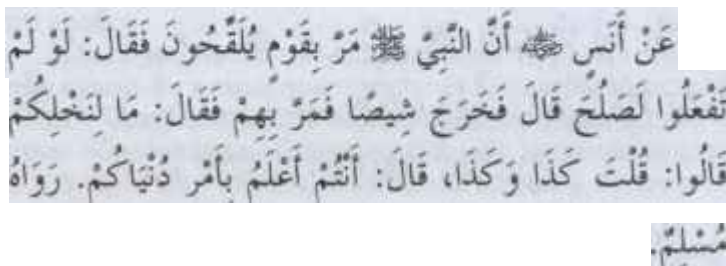 عَنْ أَنَسٍ ﷺ أَنَّ النَّبِيَّ ﷺ مَرَّ بِقَوْمٍ يُلَقِّحُونَ فَقَالَ: لَوْ لَمْ
تَفْعَلُوا لَصَلُحَ قَالَ فَخَرَجَ شِيصًا فَمَرَّ بِهِمْ فَقَالَ: مَا لِنَخْلِكُمْ
قَالُوا: قُلْتَ كَذَا وَكَذَا، قَالَ: أَنْتُمْ أَعْلَمُ بِأَمْرِ دُنْيَاكُمْ. رَوَاهُ
مُسْلِمٌ.